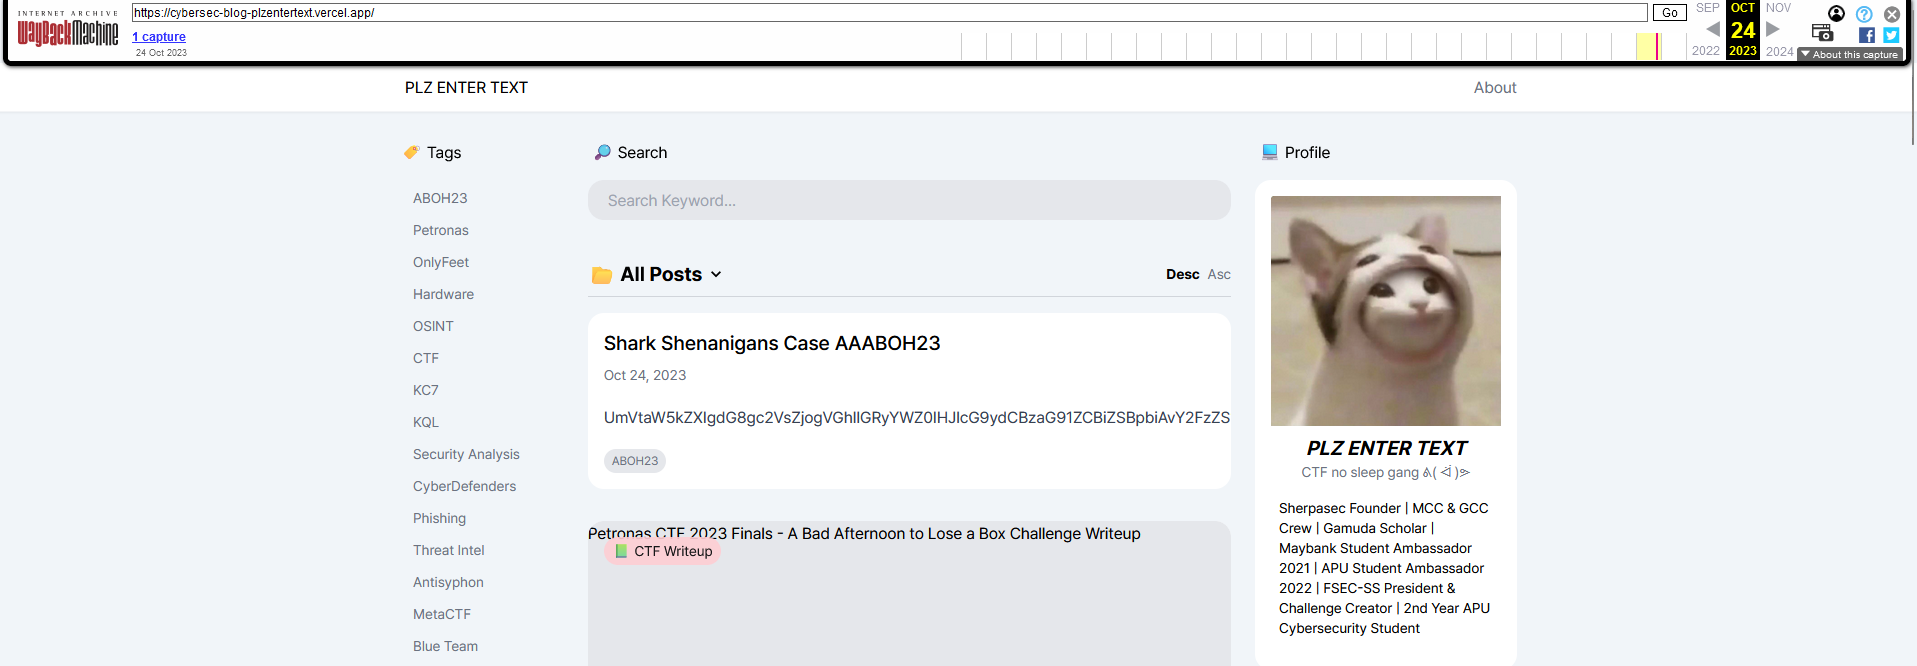 INTERNET ARCHIVE
WayBackMachine
https://cybersec-blog-plzentertext.vercel.app/
Go
1 capture
24 Oct 2023
SEP
OCT
NOV
24
2022
2023
2024
About this capture
PLZ ENTER TEXT
About
Tags
ABOH23
Petronas
OnlyFeet
Hardware
OSINT
CTF
KC7
KQL
Security Analysis
CyberDefenders
Phishing
Threat Intel
Antisyphon
MetaCTF
Blue Team
Search
Search Keyword...
All Posts
Desc Asc
Shark Shenanigans Case AAABOH23
Oct 24, 2023
UmVtaW5kZXIgdG8gc2VsZjogVGhlIGRyYWZ0IHJlcG9ydCBzaG91ZCBiZSBpbiAvY2FzZS
ABOH23
Petronas CTF 2023 Finals - A Bad Afternoon to Lose a Box Challenge Writeup
CTF Writeup
Profile
PLZ ENTER TEXT
CTF no sleep gang
Sherpasec Founder | MCC & GCC
Crew | Gamuda Scholar |
Maybank Student Ambassador
2021 | APU Student Ambassador
2022 | FSEC-SS President &
Challenge Creator | 2nd Year APU
Cybersecurity Student